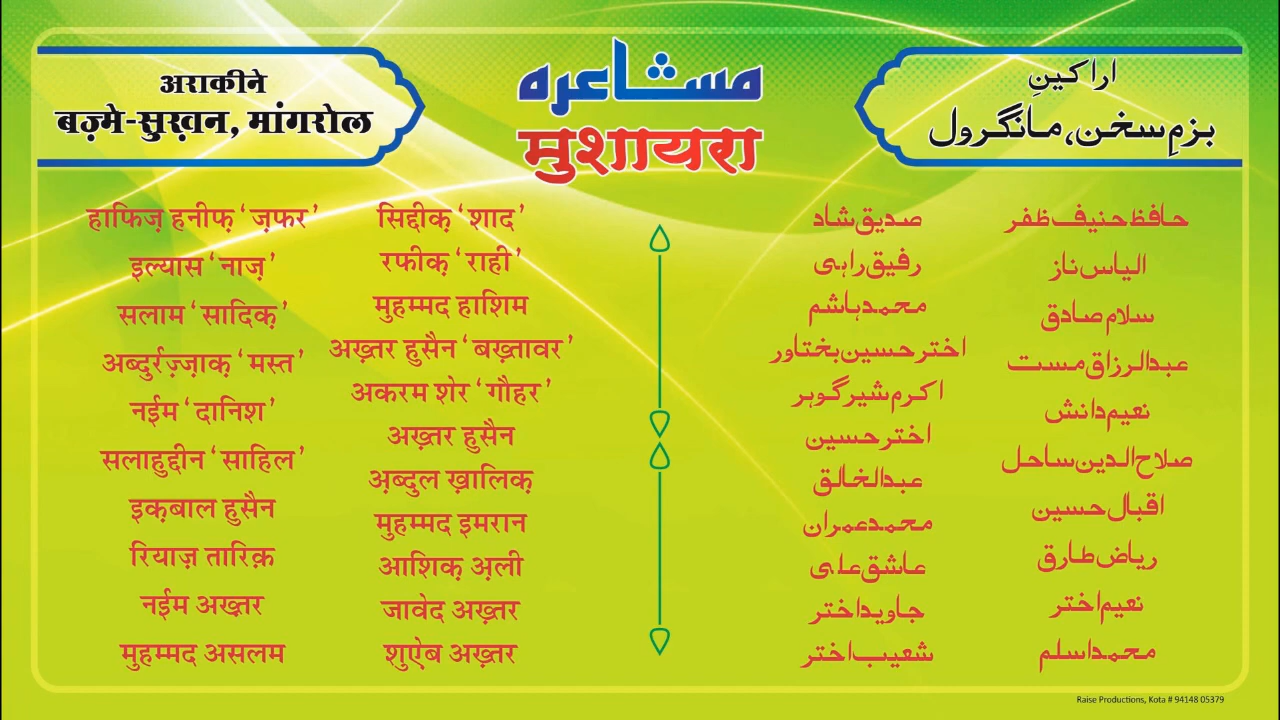 अराकीने
बज़्मे-सुख़न, मांगरोल
مشاعرہ
मुशायरा
اراکینِ
بزمِ سخن، مانگرول
हाफिज़ हनीफ़ ‘ज़फर’
इल्यास ‘नाज़’
सलाम ‘सादिक़’
अब्दुर्रज़्ज़ाक़ ‘मस्त’
नईम ‘दानिश’
सलाहुद्दीन ‘साहिल’
इक़बाल हुसैन
रियाज़ तारिक़
नईम अख़्तर
मुहम्मद असलम
सिद्दीक़ ‘शाद’
रफीक़ ‘राही’
मुहम्मद हाशिम
अख़्तर हुसैन ‘बख़्तावर’
अकरम शेर ‘गौहर’
अख़्तर हुसैन
अ़ब्दुल ख़ालिक़
मुहम्मद इमरान
आशिक़ अ़ली
जावेद अख़्तर
शुऐब अख़्तर
حافظ حنیف ظفر
الیاس ناز
سلام صادق
عبدالرزاق مست
نعیم دانش
صلاح الدین ساحل
اقبال حسین
ریاض طارق
نعیم اختر
محمد اسلم
صدیق شاد
رفیق راہی
محمد ہاشم
اختر حسین بختاور
اکرم شیر گوہر
اختر حسین
عبدالخالق
محمد عمران
عاشق علی
جاوید اختر
شعیب اختر
Raise Productions, Kota # 94148 05379